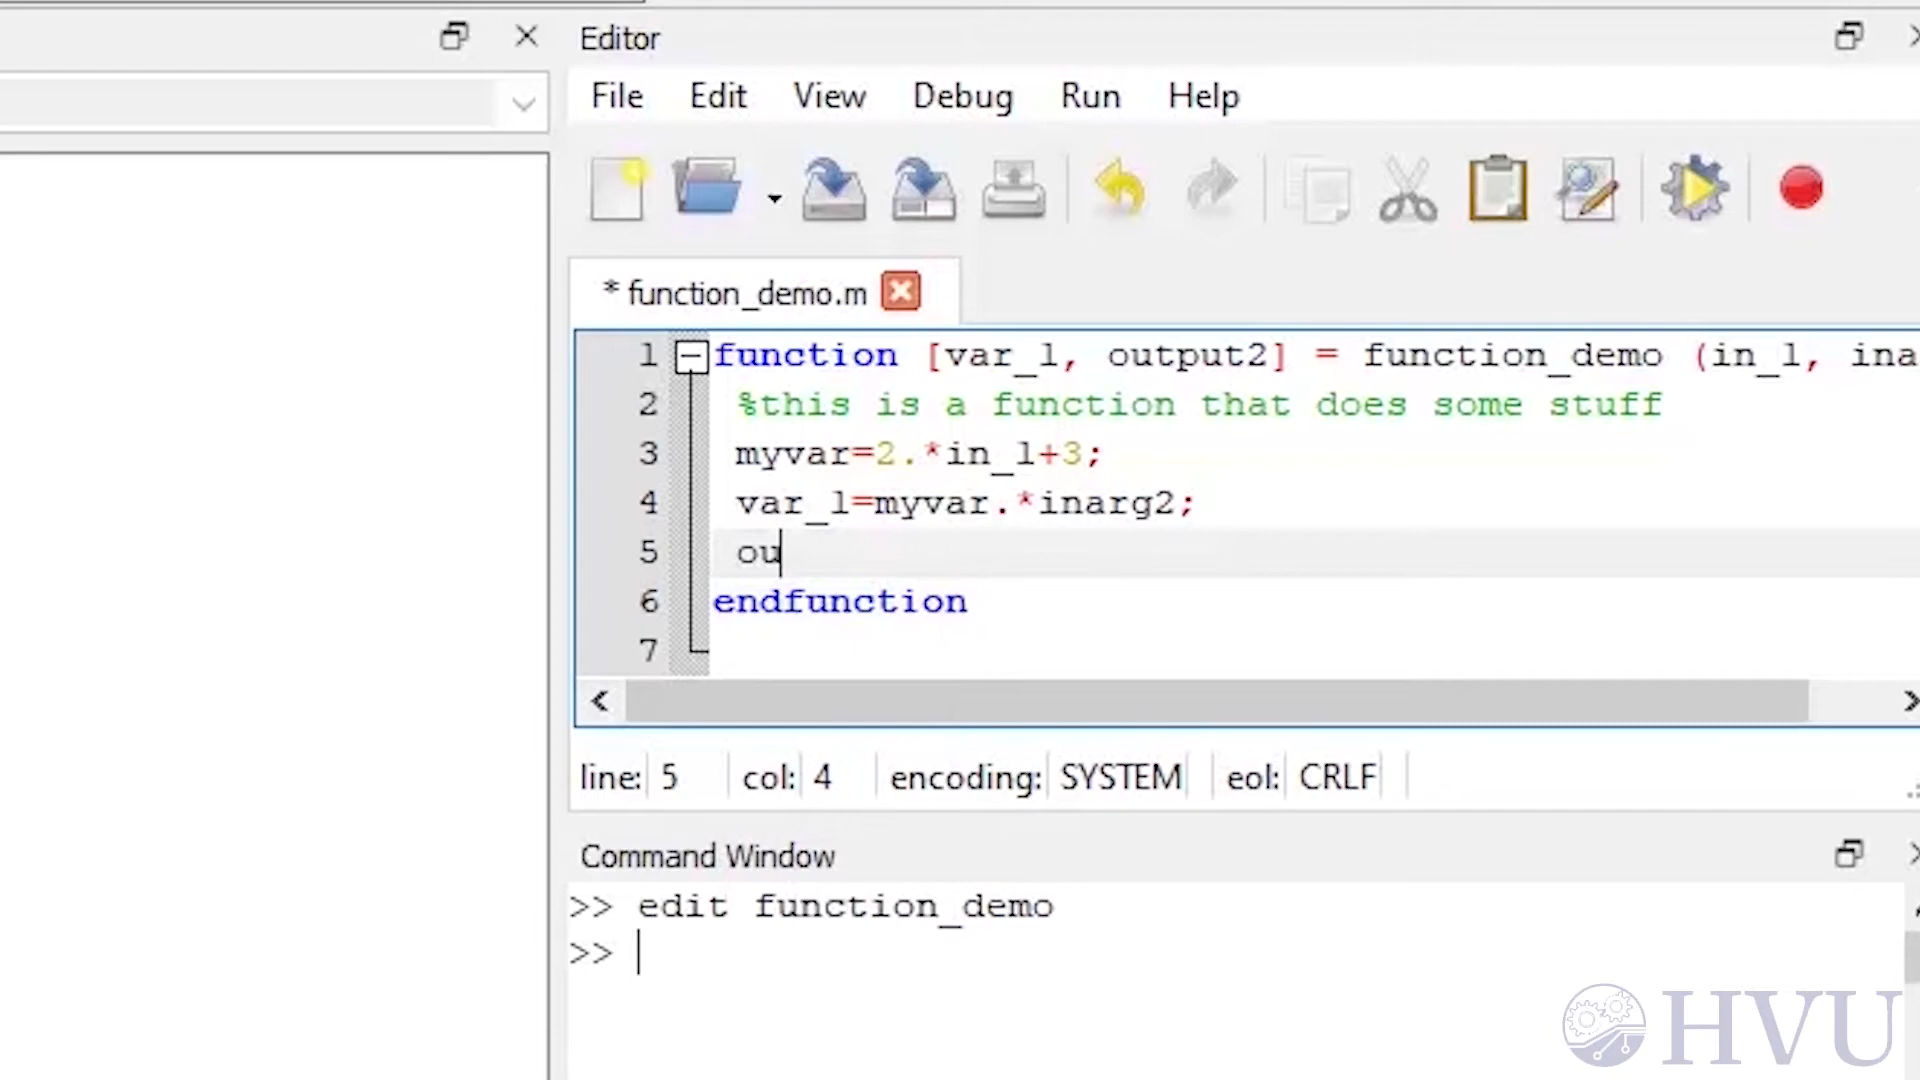 Editor
File Edit View Debug Run Help
* function_demo.m
1 function [var_1, output2] = function_demo (in_1, ina
2 %this is a function that does some stuff
3 myvar=2.*in_1+3;
4 var_1=myvar.*inarg2;
5 ou
6 endfunction
7
line: 5 col: 4 encoding: SYSTEM eol: CRLF
Command Window
>> edit function_demo
>>
HVU